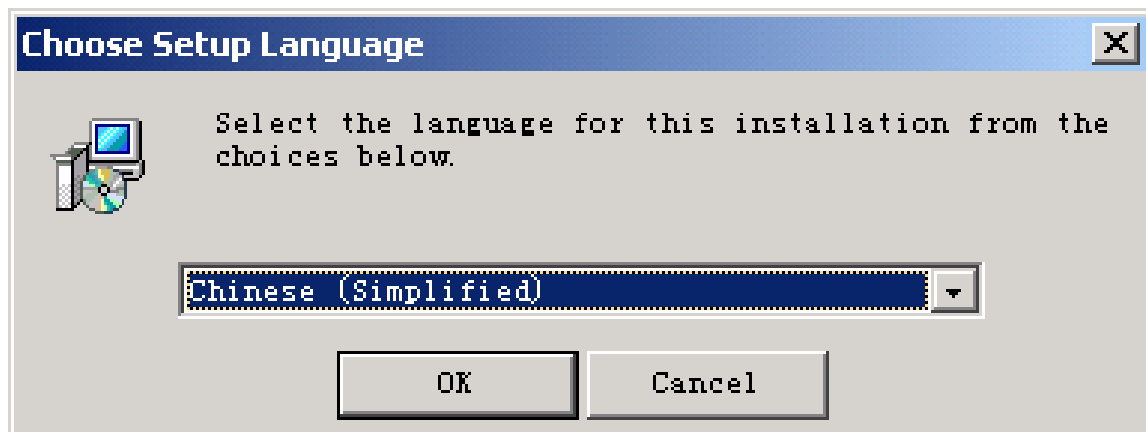 Choose Setup Language
Select the language for this installation from the
choices below.
Chinese (Simplified)
OK
Cancel